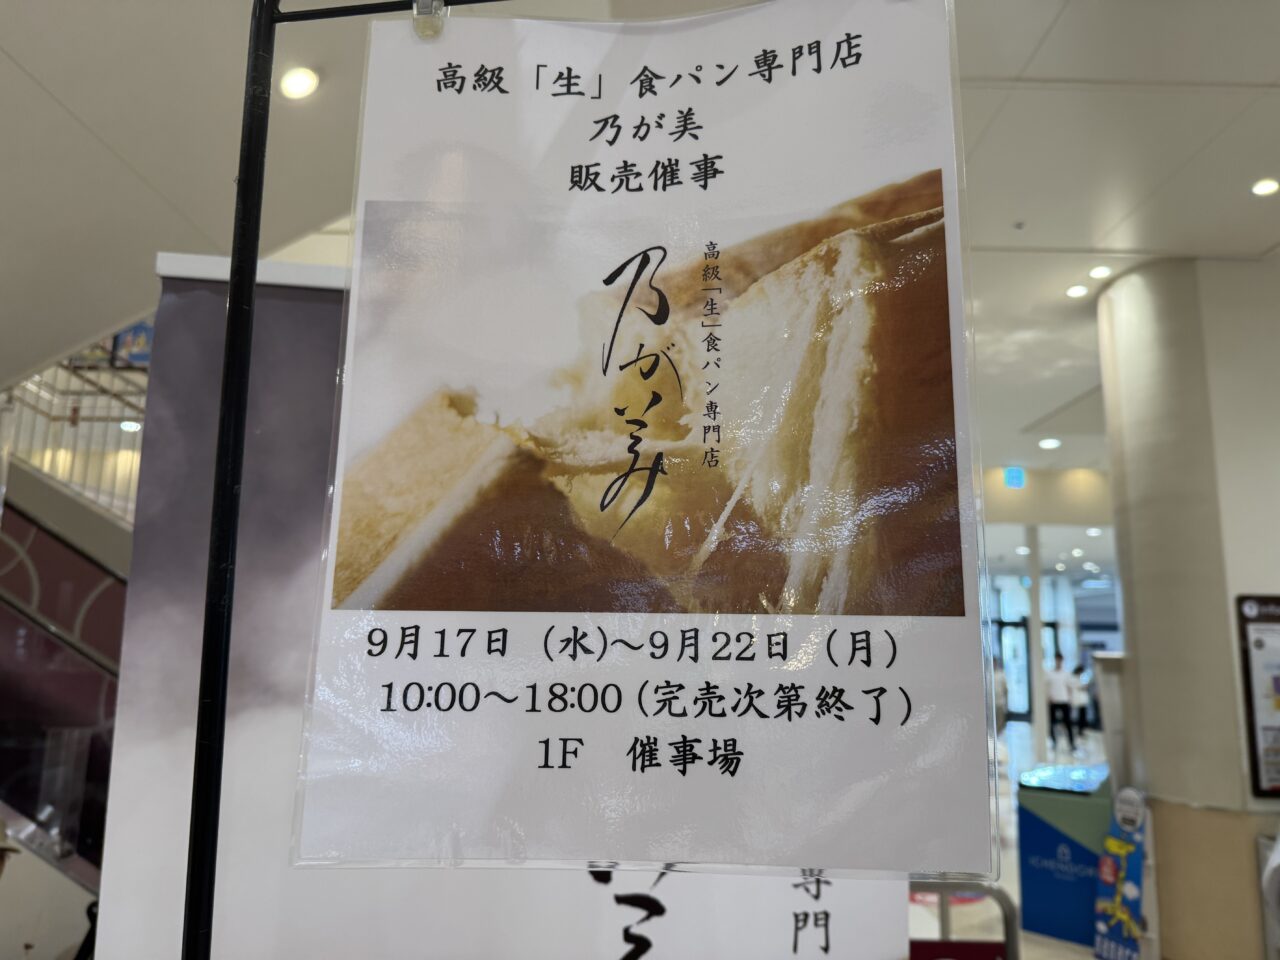 高級「生」食パン専門店
乃が美
販売催事
高級「生」食パン専門店
乃が美
9月17日（水)～9月22日（月）
10:00～18:00（完売次第終了）
1F　催事場
専門